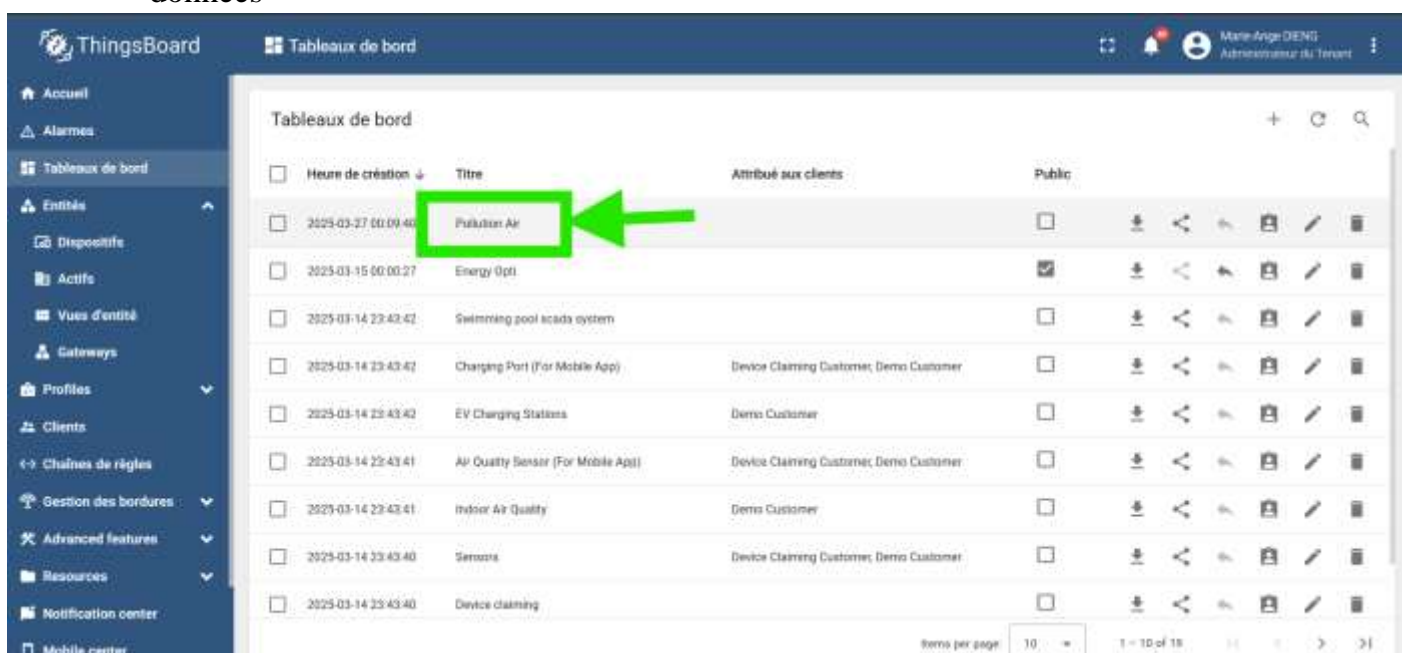 données
ThingsBoard
Tableaux de bord
Marie Ange DIENG
Administrateur du Tenant
Accueil
Alarmes
Tableaux de bord
Entités
Dispositifs
Actifs
Vues d'entité
Gateways
Profiles
Clients
Chaînes de règles
Gestion des bordures
Advanced features
Resources
Notification center
Mobile center
Tableaux de bord
Heure de création Titre Attribué aux clients Public
2025-03-27 00:09:40 Pollution Air
2025-03-15 00:00:27 Energy Opti
2025-03-14 23:43:42 Swimming pool scada system
2025-03-14 23:43:42 Charging Port (For Mobile App) Device Claiming Customer, Demo Customer
2025-03-14 23:43:42 EV Charging Stations Demo Customer
2025-03-14 23:43:41 Air Quality Sensor (For Mobile App) Device Claiming Customer, Demo Customer
2025-03-14 23:43:41 Indoor Air Quality Demo Customer
2025-03-14 23:43:40 Sensors Device Claiming Customer, Demo Customer
2025-03-14 23:43:40 Device claiming
Items per page: 10 1 – 10 of